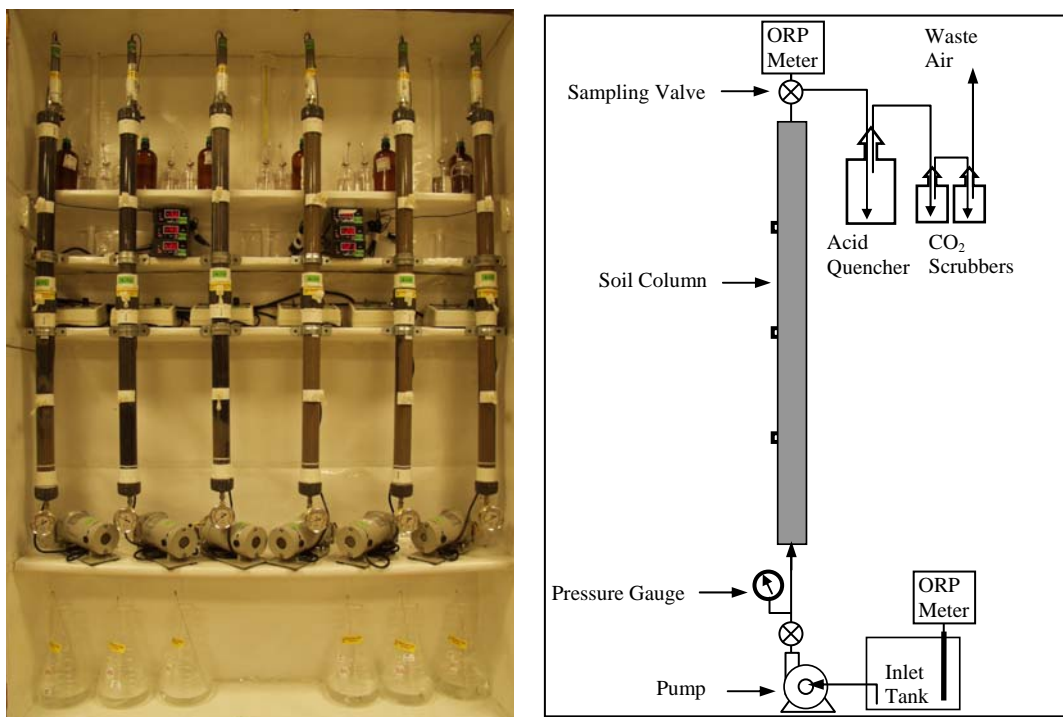 ORP
Meter
Waste
Air
Sampling Valve
Acid
Quencher
CO₂
Scrubbers
Soil Column
Pressure Gauge
ORP
Meter
Inlet
Tank
Pump